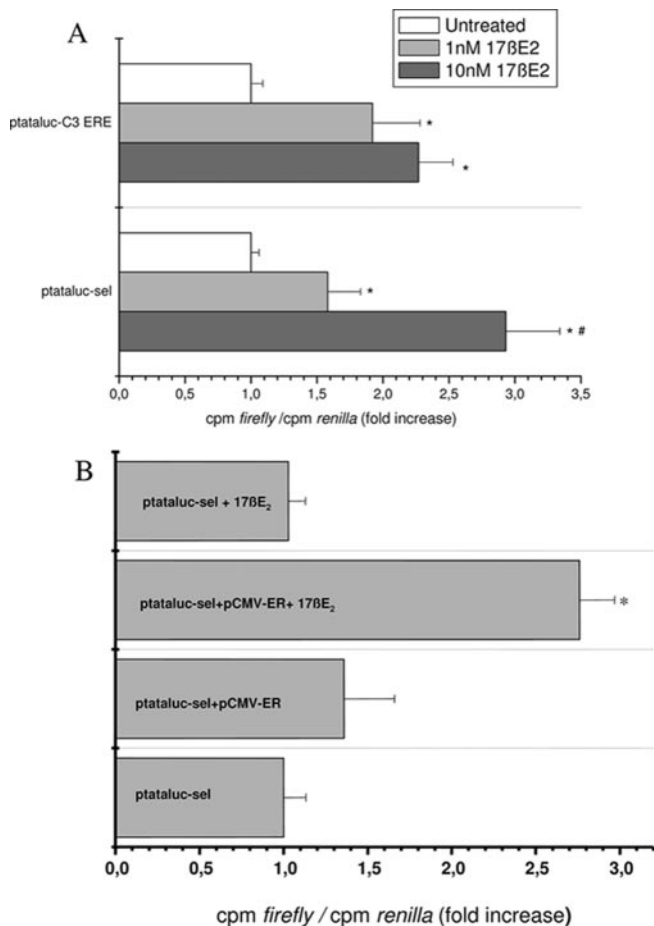 A
Untreated
1nM 17ßE2
10nM 17ßE2
ptataluc-C3 ERE
*
*
ptataluc-sel
*
* #
0,0 0,5 1,0 1,5 2,0 2,5 3,0 3,5
cpm firefly /cpm renilla (fold increase)
B
ptataluc-sel + 17ßE₂
ptataluc-sel+pCMV-ER+ 17ßE₂
*
ptataluc-sel+pCMV-ER
ptataluc-sel
0,0 0,5 1,0 1,5 2,0 2,5 3,0
cpm firefly / cpm renilla (fold increase)